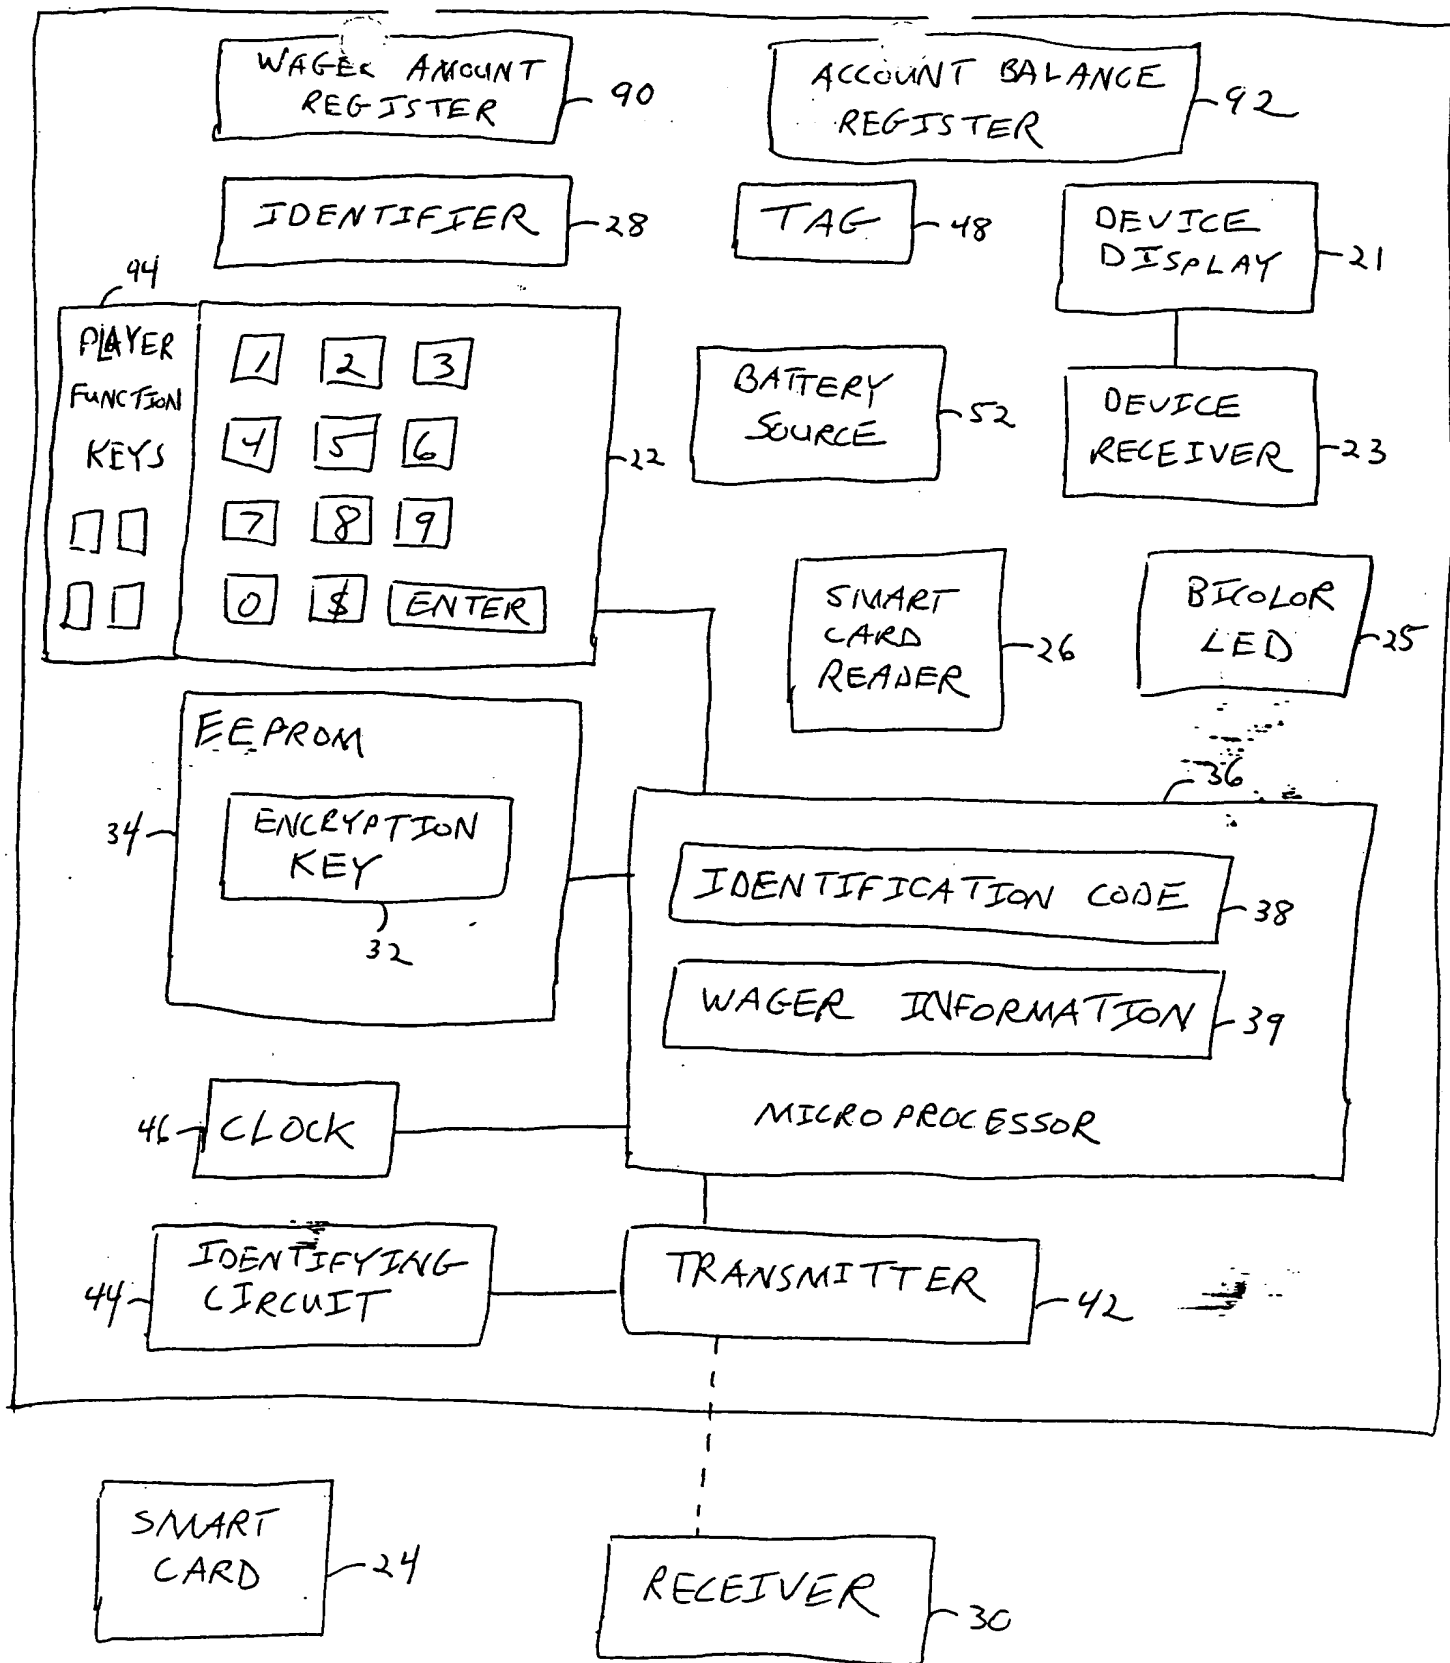 WAGER AMOUNT
REGISTER
90
ACCOUNT BALANCE
REGISTER
92
IDENTIFIER
28
TAG
48
DEVICE
DISPLAY
21
94
PLAYER
FUNCTION
KEYS
1 2 3
4 5 6
7 8 9
0 $ ENTER
22
BATTERY
SOURCE
52
DEVICE
RECEIVER
23
SMART
CARD
READER
26
BICOLOR
LED
25
EEPROM
34
ENCRYPTION
KEY
32
36
IDENTIFICATION CODE
38
WAGER INFORMATION
39
MICROPROCESSOR
46
CLOCK
44
IDENTIFYING
CIRCUIT
TRANSMITTER
42
SMART
CARD
24
RECEIVER
30